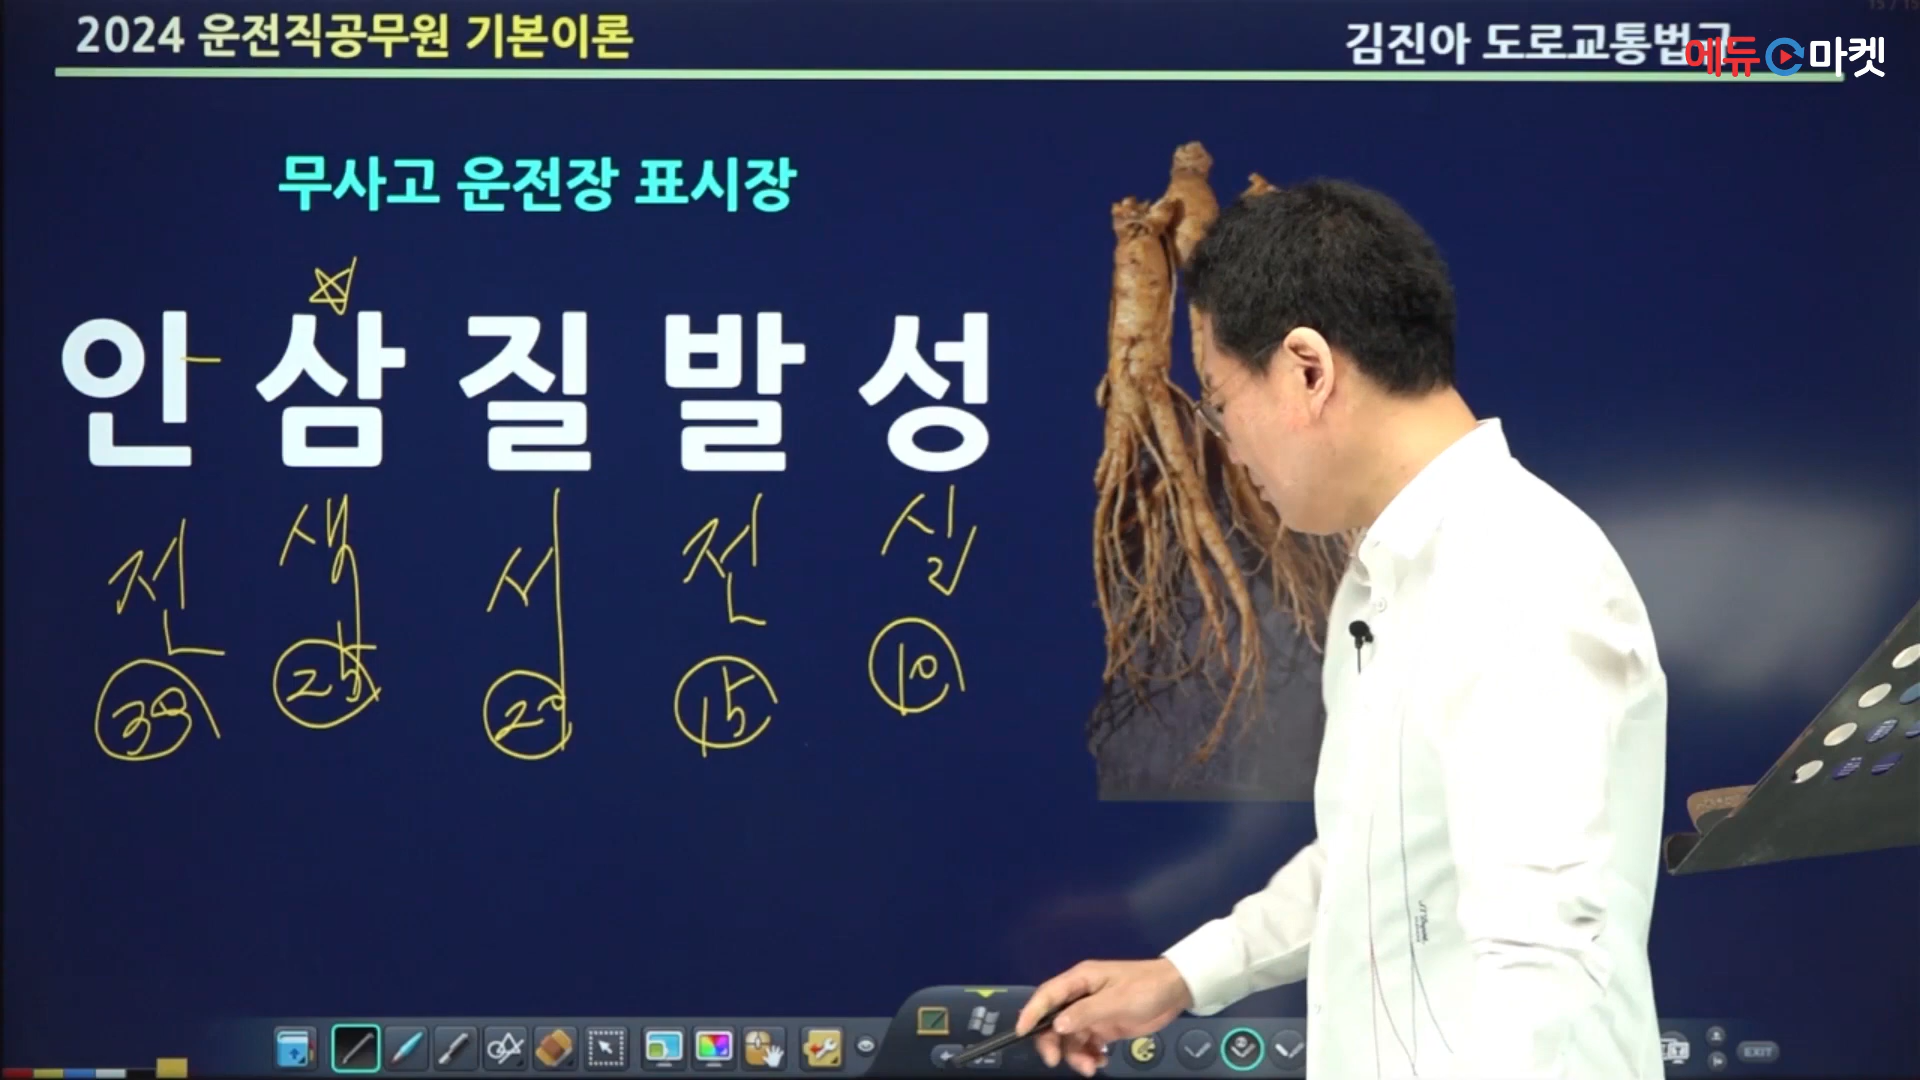 2024 운전직공무원 기본이론
김진아 도로교통법규
에듀마켓
무사고 운전장 표시장
안 삼 질 발 성
전 색 서 전 실
30 25 20 15 10
EXIT